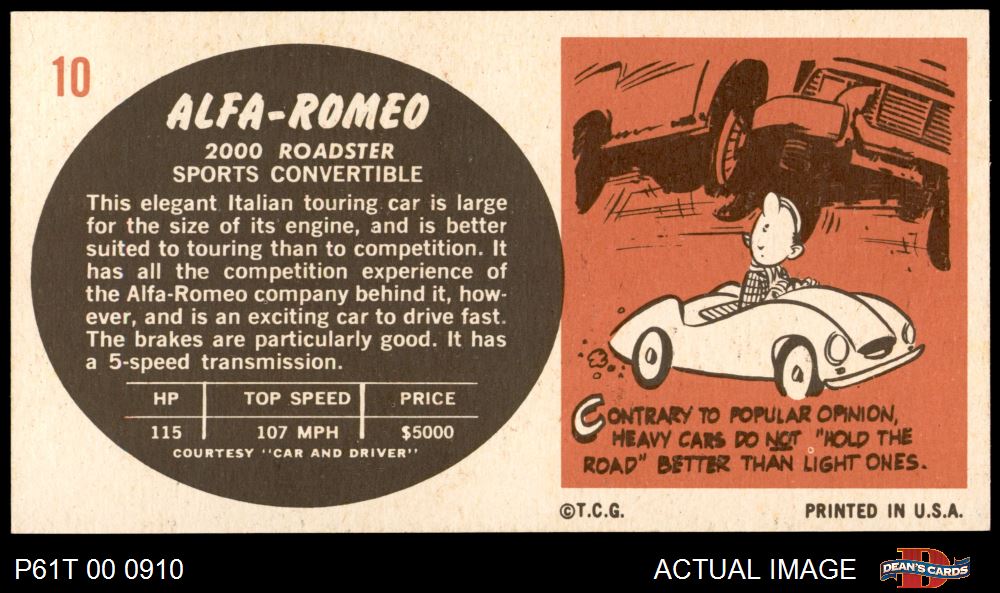 10
ALFA-ROMEO
2000 ROADSTER
SPORTS CONVERTIBLE
This elegant Italian touring car is large
for the size of its engine, and is better
suited to touring than to competition. It
has all the competition experience of
the Alfa-Romeo company behind it, how-
ever, and is an exciting car to drive fast.
The brakes are particularly good. It has
a 5-speed transmission.
HP TOP SPEED PRICE
115 107 MPH $5000
COURTESY "CAR AND DRIVER"
CONTRARY TO POPULAR OPINION,
HEAVY CARS DO NOT "HOLD THE
ROAD" BETTER THAN LIGHT ONES.
©T.C.G. PRINTED IN U.S.A.
P61T 00 0910 ACTUAL IMAGE D DEAN'S CARDS